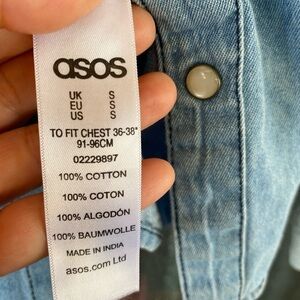 asos
UK S
EU S
US S
TO FIT CHEST 36-38"
91-96CM
02229897
100% COTTON
100% COTON
100% ALGODÓN
100% BAUMWOLLE
MADE IN INDIA
asos.com Ltd